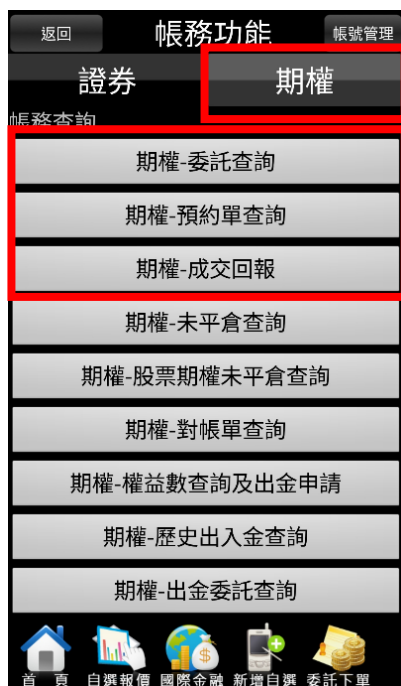 返回 帳務功能 帳號管理
證券 期權
帳務查詢
期權-委託查詢
期權-預約單查詢
期權-成交回報
期權-未平倉查詢
期權-股票期權未平倉查詢
期權-對帳單查詢
期權-權益數查詢及出金申請
期權-歷史出入金查詢
期權-出金委託查詢
首 頁 自選報價 國際金融 新增自選 委託下單